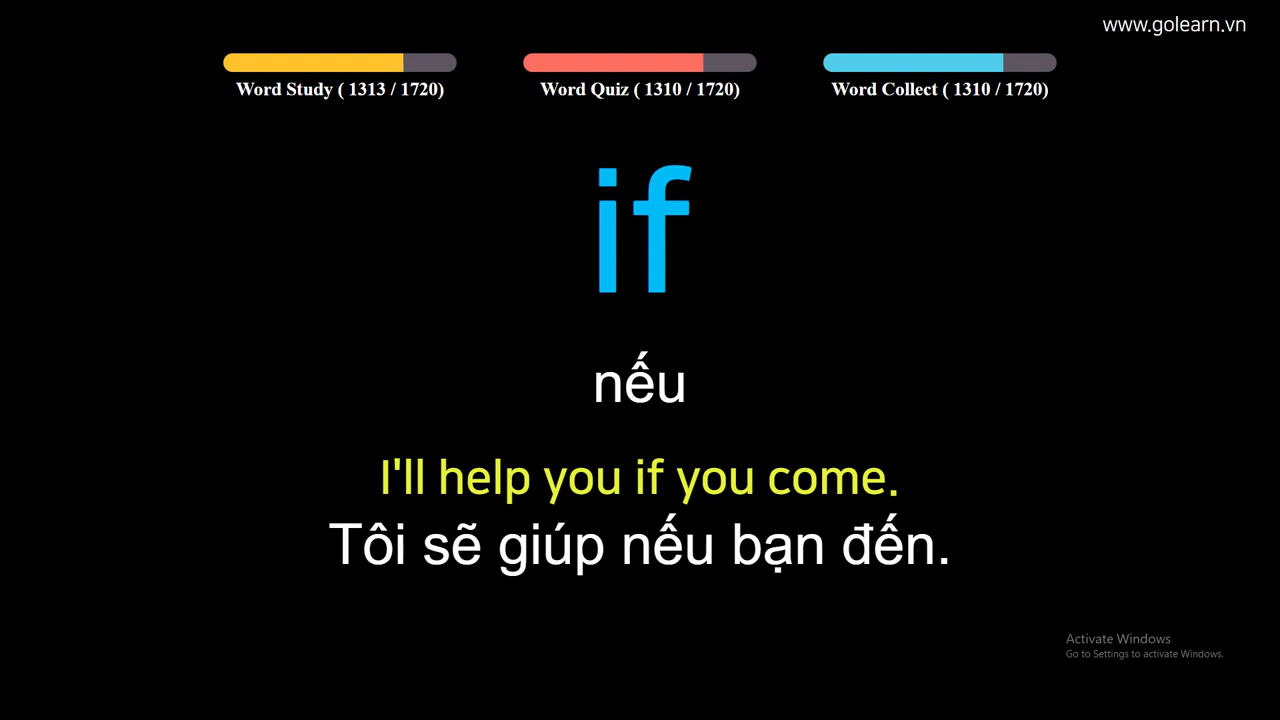 www.golearn.vn
Word Study ( 1313 / 1720)
Word Quiz ( 1310 / 1720)
Word Collect ( 1310 / 1720)
if
nếu
I'll help you if you come.
Tôi sẽ giúp nếu bạn đến.
Activate Windows
Go to Settings to activate Windows.